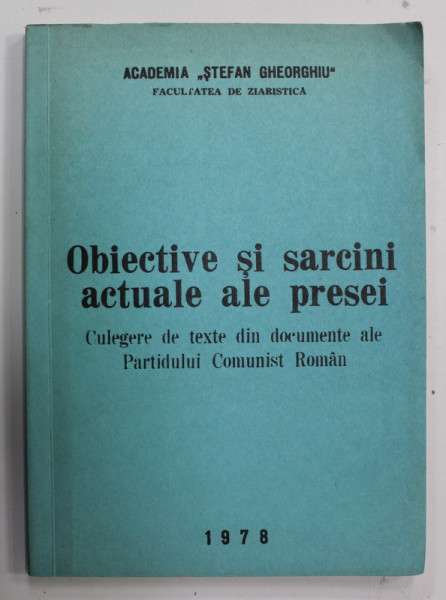 ACADEMIA „ŞTEFAN GHEORGHIU“
FACULTATEA DE ZIARISTICĂ
Obiective şi sarcini
actuale ale presei
Culegere de texte din documente ale
Partidului Comunist Român
1978